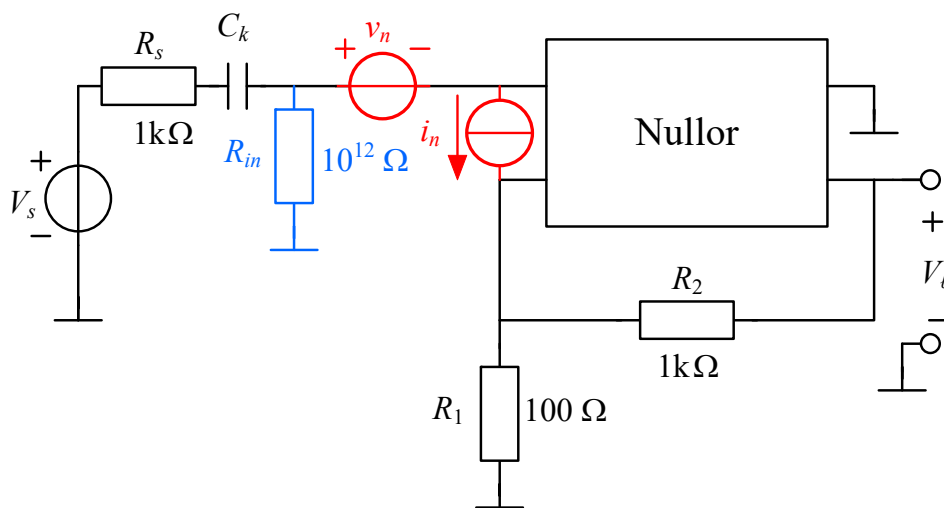 C_k
R_s
v_n
+ −
1kΩ
i_n
Nullor
R_in
10^12 Ω
+
V_s
−
+
R_2
−
1kΩ
R_1
100 Ω